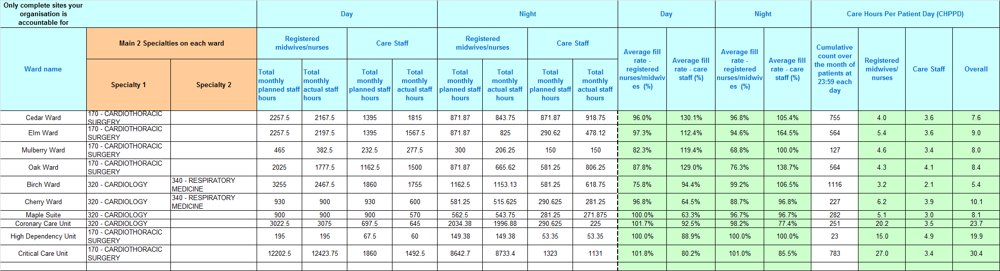 Only complete sites your
organisation is
accountable for
Day
Night
Day
Night
Care Hours Per Patient Day (CHPPD)
Ward name
Main 2 Specialties on each ward
Registered
midwives/nurses
Care Staff
Registered
midwives/nurses
Care Staff
Average fill
rate -
registered
nurses/midwiv
es (%)
Average fill
rate - care
staff (%)
Average fill
rate -
registered
nurses/midwiv
es (%)
Average fill
rate - care
staff (%)
Cumulative
count over
the month of
patients at
23:59 each
day
Registered
midwives/
nurses
Care Staff
Overall
Specialty 1
Specialty 2
Total
monthly
planned staff
hours
Total
monthly
actual staff
hours
Total
monthly
planned staff
hours
Total
monthly
actual staff
hours
Total
monthly
planned staff
hours
Total
monthly
actual staff
hours
Total
monthly
planned staff
hours
Total
monthly
actual staff
hours
Cedar Ward 170 - CARDIOTHORACIC SURGERY 2257.5 2167.5 1395 1815 871.87 843.75 871.87 918.75 96.0% 130.1% 96.8% 105.4% 755 4.0 3.6 7.6
Elm Ward 170 - CARDIOTHORACIC SURGERY 2257.5 2197.5 1395 1567.5 871.87 825 290.62 478.12 97.3% 112.4% 94.6% 164.5% 564 5.4 3.6 9.0
Mulberry Ward 170 - CARDIOTHORACIC SURGERY 465 382.5 232.5 277.5 300 206.25 150 150 82.3% 119.4% 68.8% 100.0% 127 4.6 3.4 8.0
Oak Ward 170 - CARDIOTHORACIC SURGERY 2025 1777.5 1162.5 1500 871.87 665.62 581.25 806.25 87.8% 129.0% 76.3% 138.7% 564 4.3 4.1 8.4
Birch Ward 320 - CARDIOLOGY 340 - RESPIRATORY MEDICINE 3255 2467.5 1860 1755 1162.5 1153.13 581.25 618.75 75.8% 94.4% 99.2% 106.5% 1116 3.2 2.1 5.4
Cherry Ward 320 - CARDIOLOGY 340 - RESPIRATORY MEDICINE 930 900 930 600 581.25 515.625 290.625 281.25 96.8% 64.5% 88.7% 96.8% 227 6.2 3.9 10.1
Maple Suite 320 - CARDIOLOGY 900 900 900 570 562.5 543.75 281.25 271.875 100.0% 63.3% 96.7% 96.7% 282 5.1 3.0 8.1
Coronary Care Unit 320 - CARDIOLOGY 3022.5 3075 697.5 645 2034.38 1996.88 290.625 225 101.7% 92.5% 98.2% 77.4% 251 20.2 3.5 23.7
High Dependency Unit 170 - CARDIOTHORACIC SURGERY 195 195 67.5 60 149.38 149.38 53.35 53.35 100.0% 88.9% 100.0% 100.0% 23 15.0 4.9 19.9
Critical Care Unit 170 - CARDIOTHORACIC SURGERY 12202.5 12423.75 1860 1492.5 8642.7 8733.4 1323 1131 101.8% 80.2% 101.0% 85.5% 783 27.0 3.4 30.4